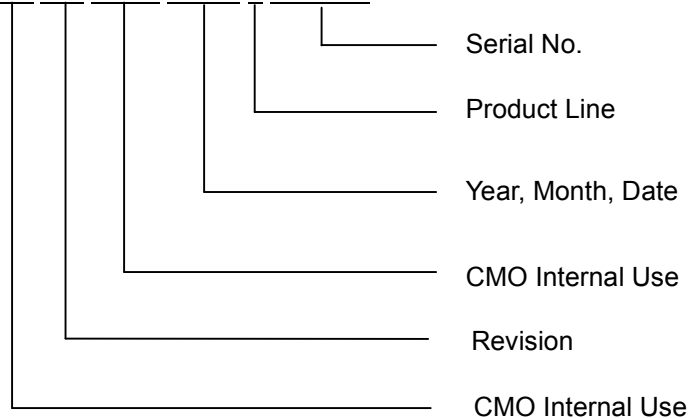 Serial No.
Product Line
Year, Month, Date
CMO Internal Use
Revision
CMO Internal Use